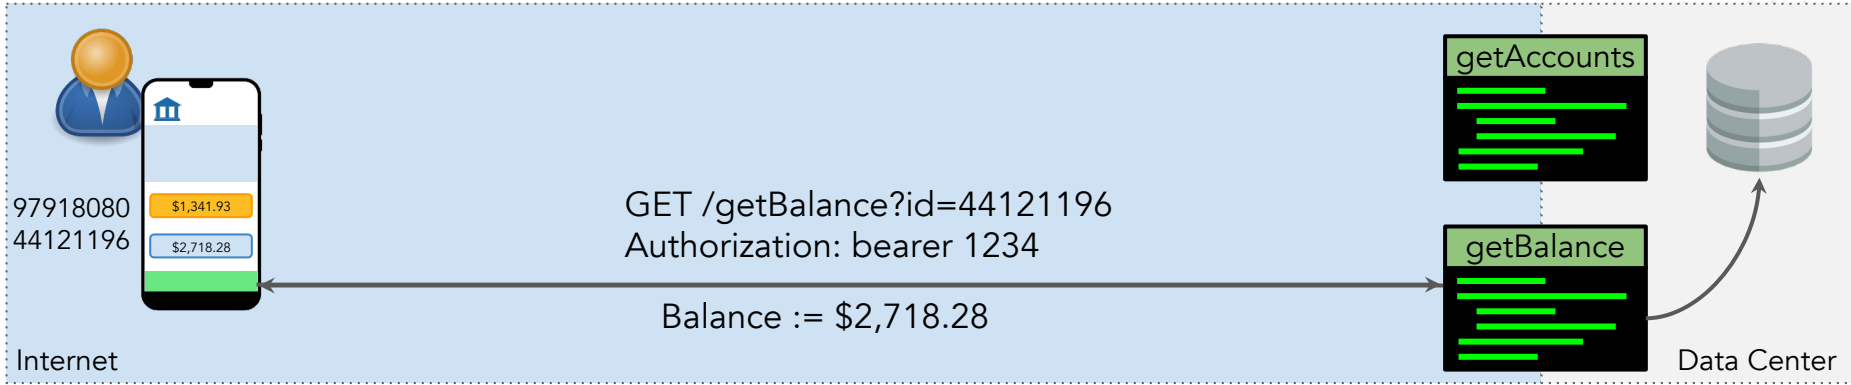 getAccounts
$1,341.93
97918080
44121196
$2,718.28
GET /getBalance?id=44121196
Authorization: bearer 1234
getBalance
Balance := $2,718.28
Internet
Data Center